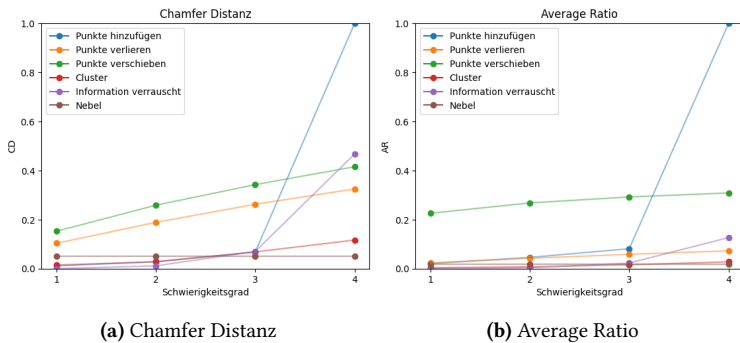 Chamfer Distanz
1.0
0.8
0.6
0.4
0.2
0.0
CD
Punkte hinzufügen
Punkte verlieren
Punkte verschieben
Cluster
Information verrauscht
Nebel
1
2
3
4
Schwierigkeitsgrad
(a) Chamfer Distanz
Average Ratio
1.0
0.8
0.6
0.4
0.2
0.0
AR
Punkte hinzufügen
Punkte verlieren
Punkte verschieben
Cluster
Information verrauscht
Nebel
1
2
3
4
Schwierigkeitsgrad
(b) Average Ratio